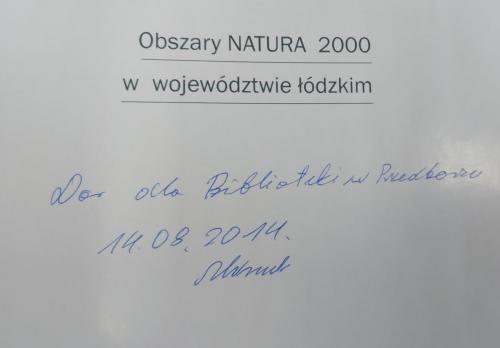 Obszary NATURA 2000
w województwie łódzkim
Dar dla Biblioteki w Przedborzu
14.08.2014.